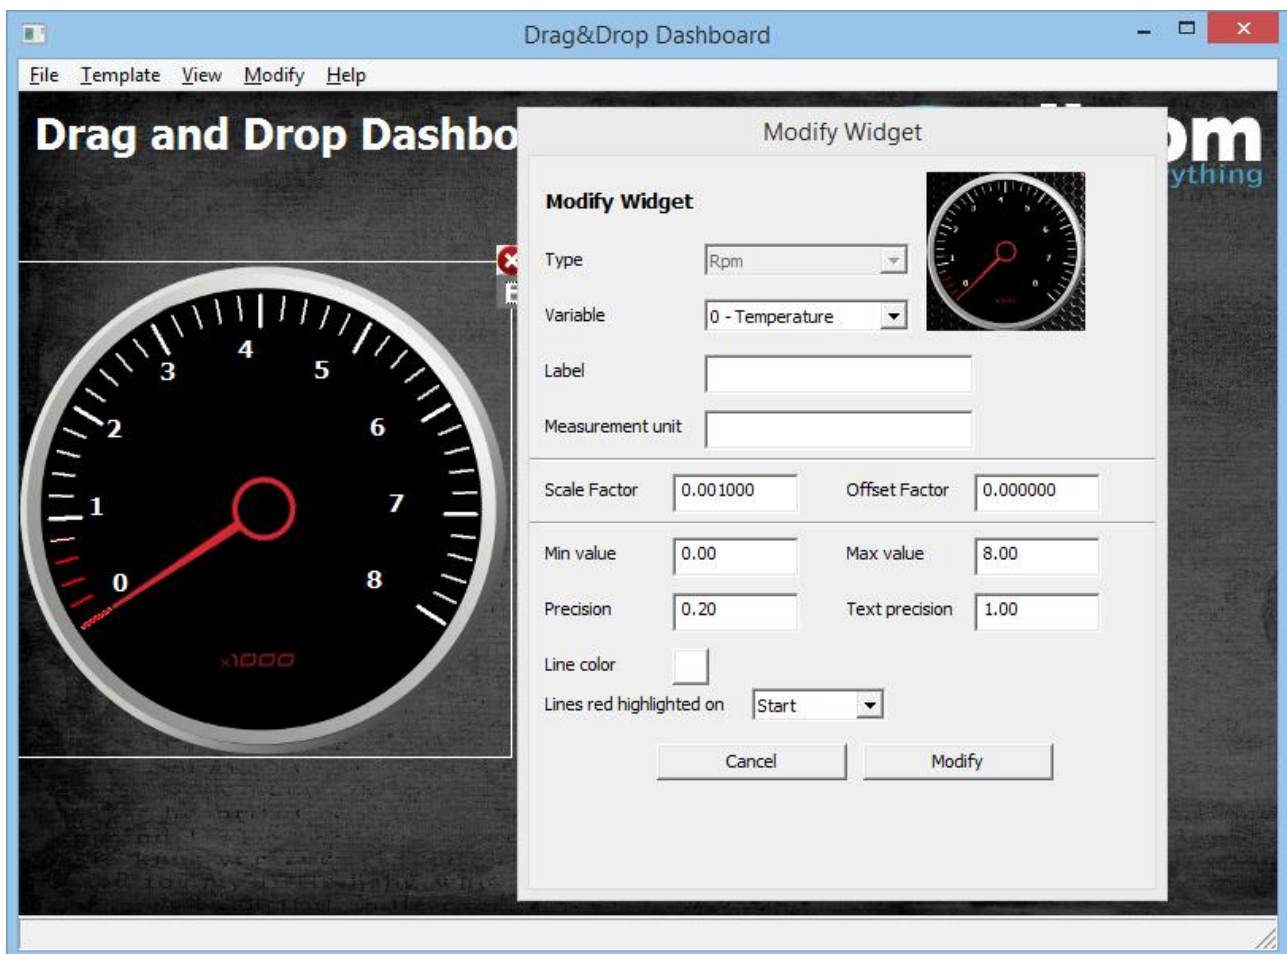 Drag&Drop Dashboard
File Template View Modify Help
Drag and Drop Dashbo
Modify Widget
Modify Widget
Type Rpm
Variable 0 - Temperature
Label
Measurement unit
Scale Factor 0.001000 Offset Factor 0.000000
Min value 0.00 Max value 8.00
Precision 0.20 Text precision 1.00
Line color
Lines red highlighted on Start
Cancel Modify
om
ything
0
1
2
3
4
5
6
7
8
x1000